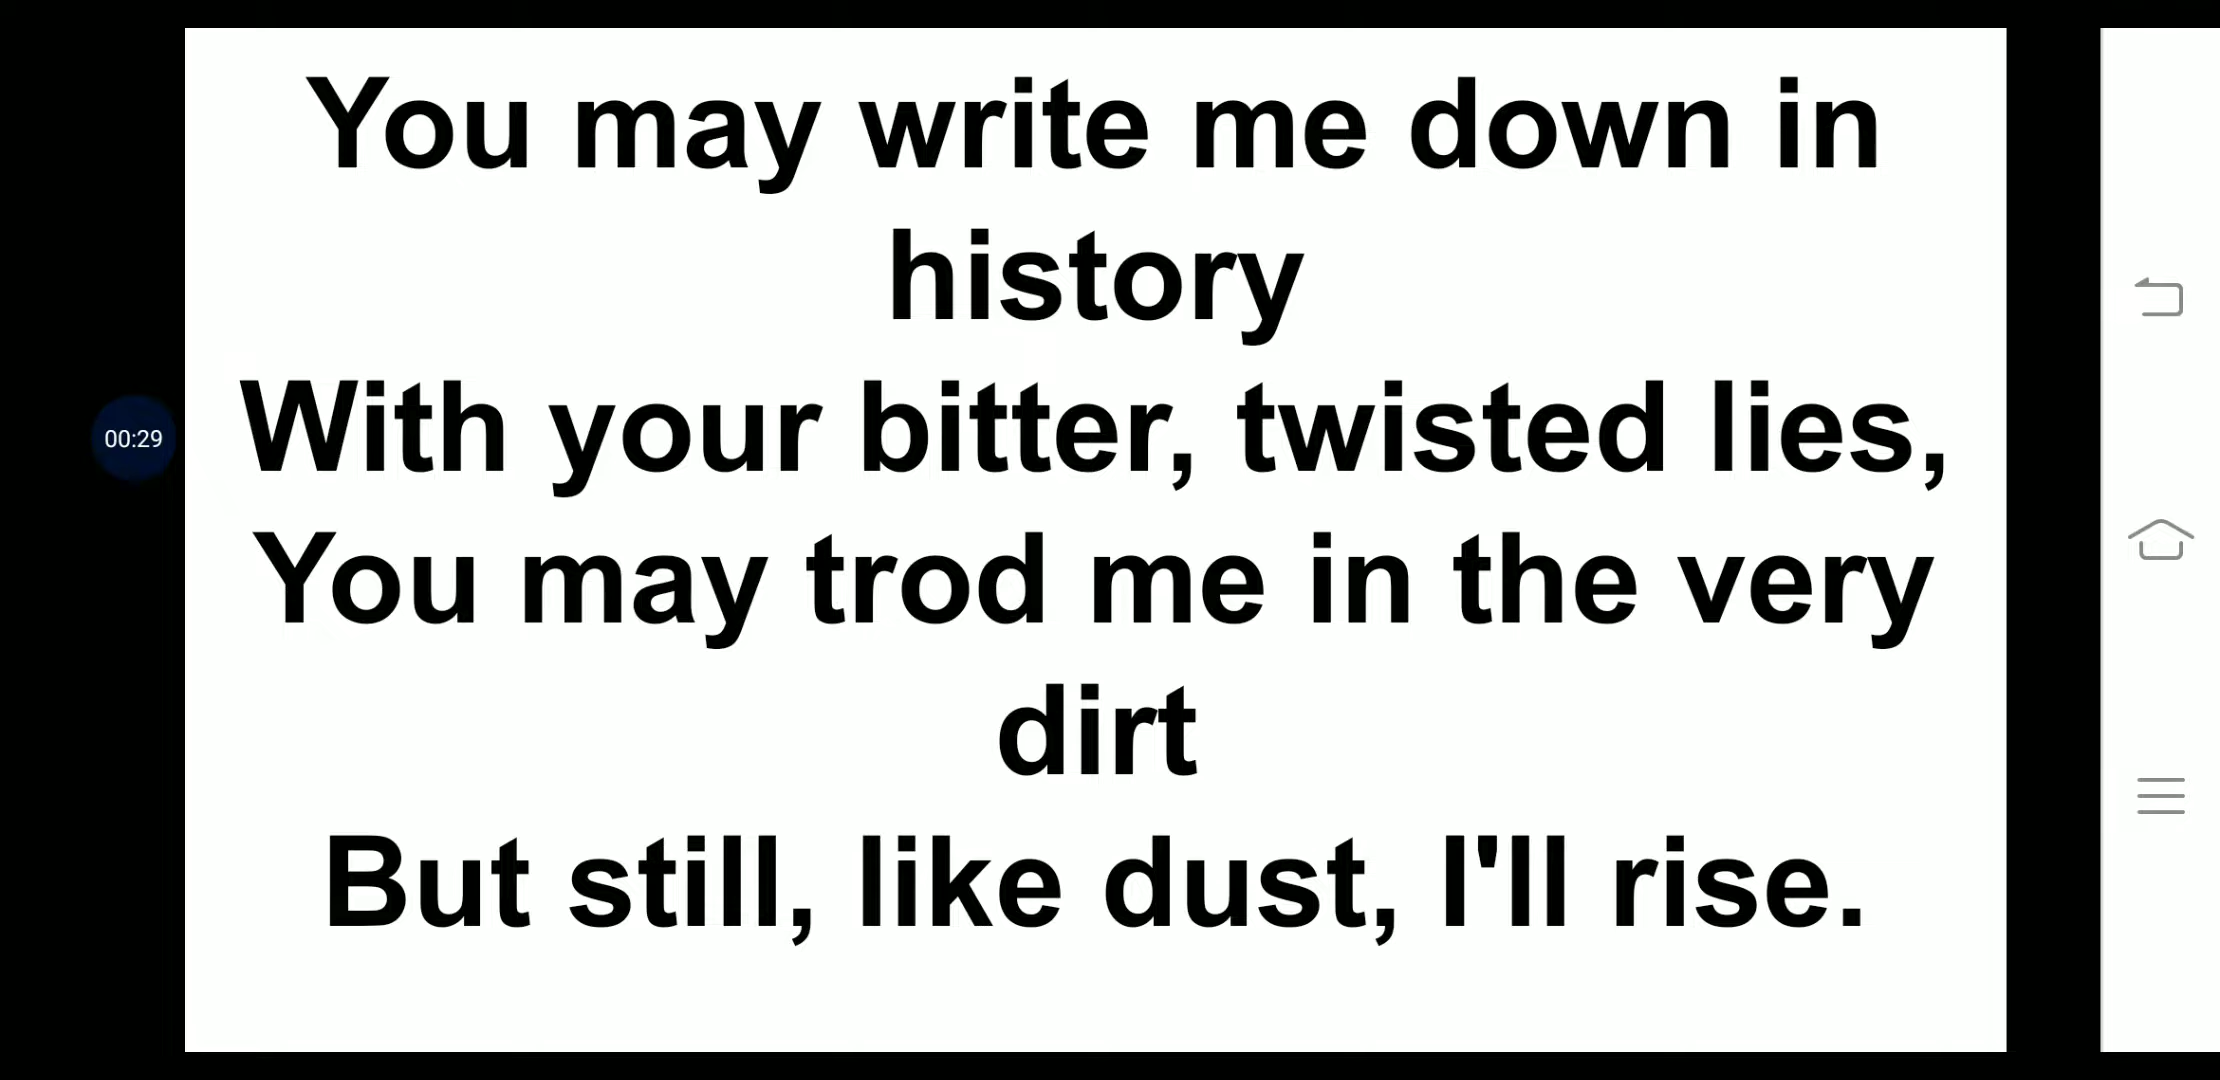 You may write me down in
history
With your bitter, twisted lies,
You may trod me in the very
dirt
But still, like dust, I'll rise.
00:29